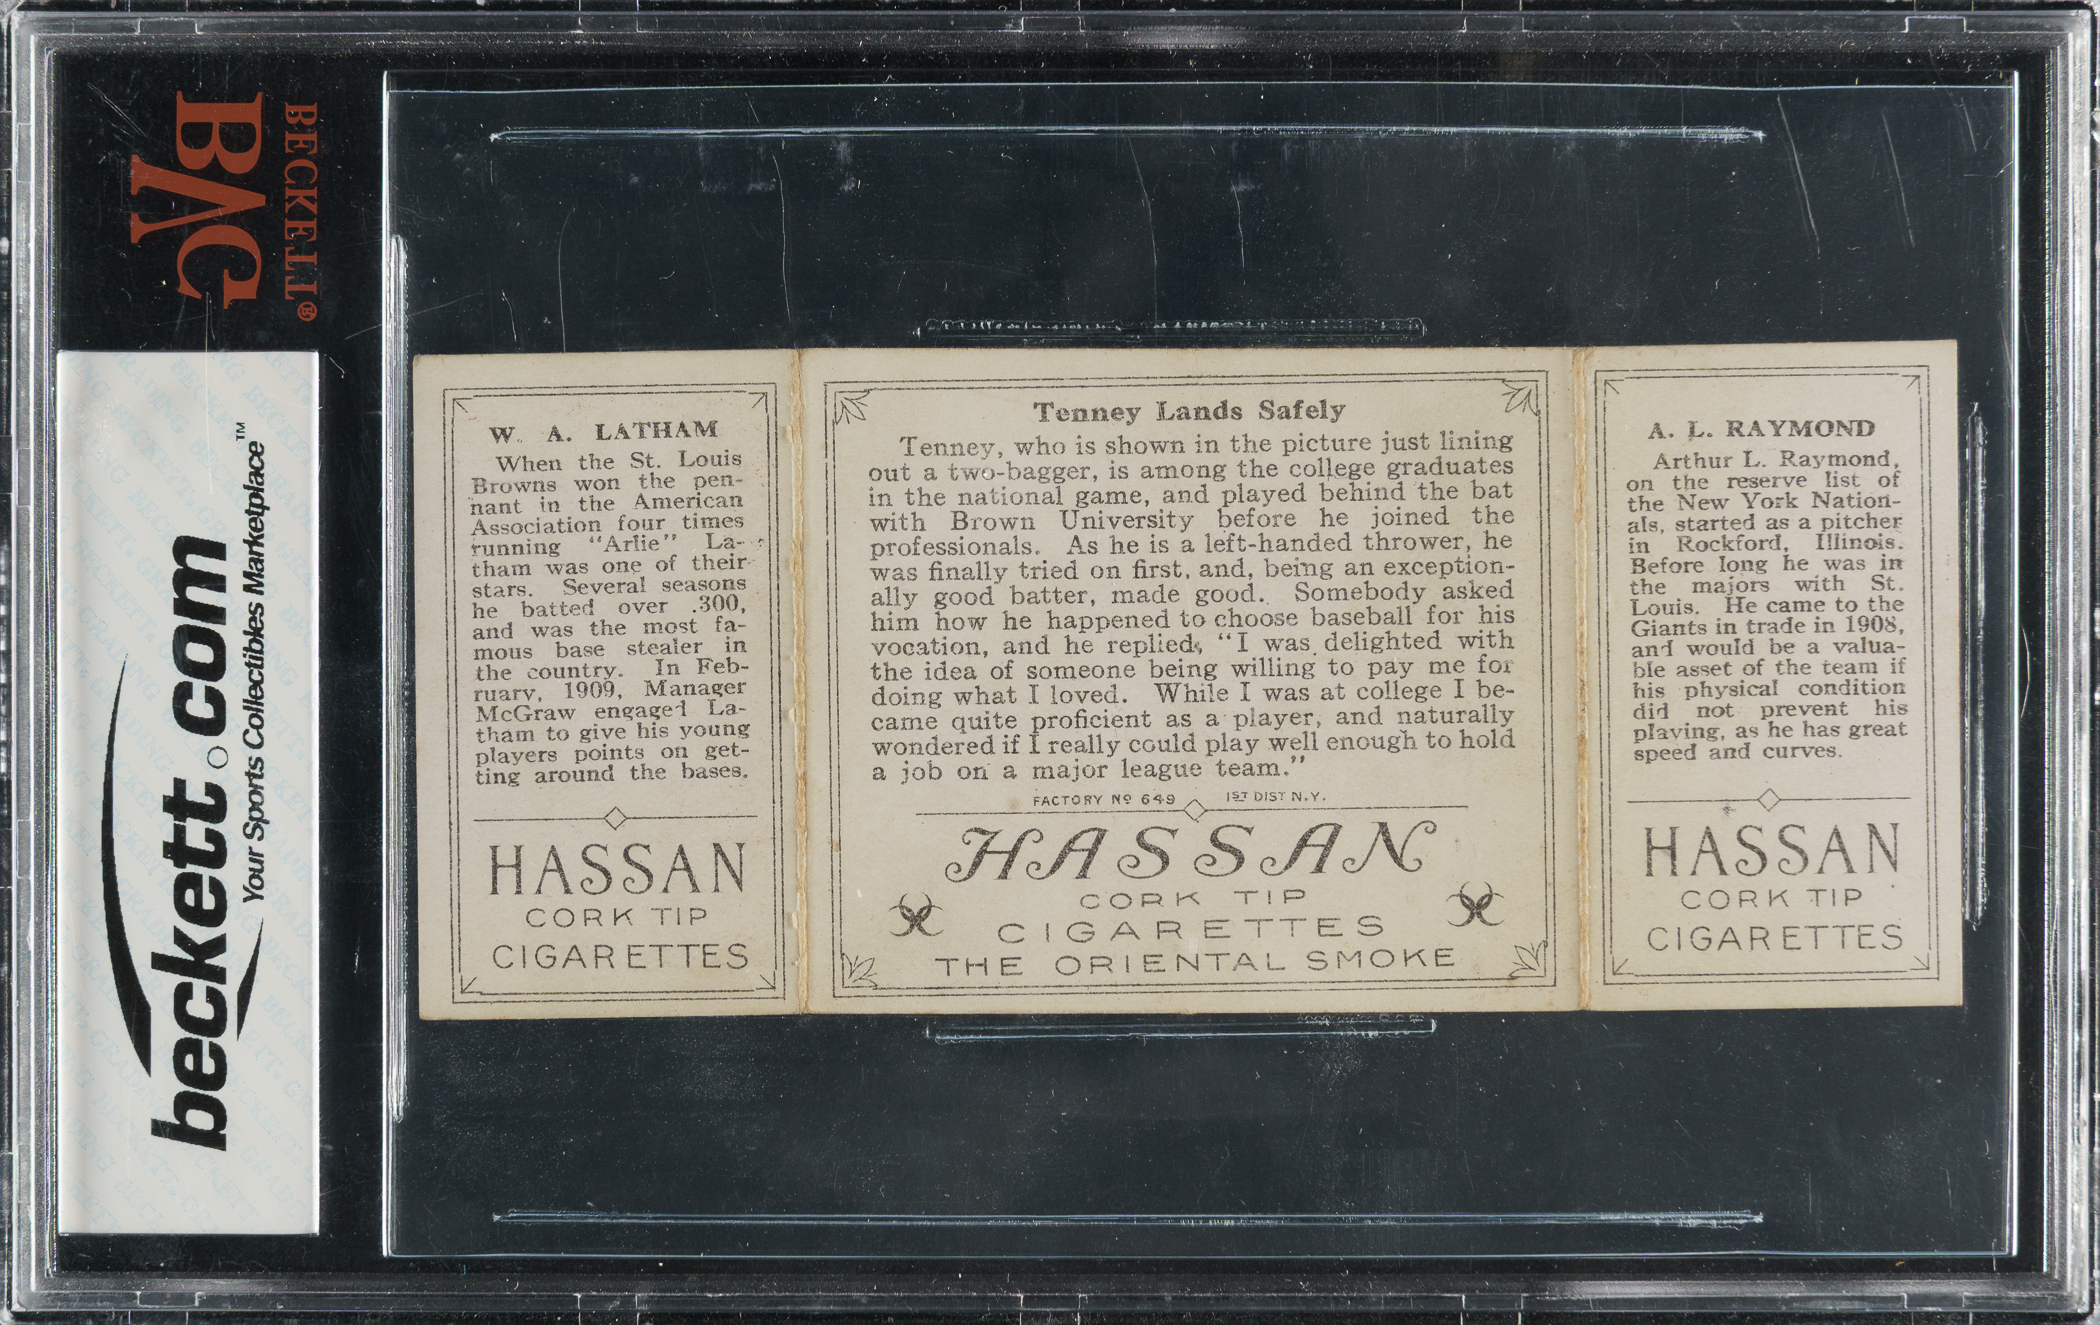 BECKETT®
BVG
beckett.com
Your Sports Collectibles Marketplace™
W. A. LATHAM
When the St. Louis
Browns won the pen-
nant in the American
Association four times
running "Arlie" La-
tham was one of their
stars. Several seasons
he batted over .300,
and was the most fa-
mous base stealer in
the country. In Feb-
ruary, 1909, Manager
McGraw engaged La-
tham to give his young
players points on get-
ting around the bases.
HASSAN
CORK TIP
CIGARETTES
Tenney Lands Safely
Tenney, who is shown in the picture just lining
out a two-bagger, is among the college graduates
in the national game, and played behind the bat
with Brown University before he joined the
professionals. As he is a left-handed thrower, he
was finally tried on first, and, being an exception-
ally good batter, made good. Somebody asked
him how he happened to choose baseball for his
vocation, and he replied, "I was delighted with
the idea of someone being willing to pay me for
doing what I loved. While I was at college I be-
came quite proficient as a player, and naturally
wondered if I really could play well enough to hold
a job on a major league team."
FACTORY Nº 649 1ST DIST N.Y.
HASSAN
CORK TIP
CIGARETTES
THE ORIENTAL SMOKE
A. L. RAYMOND
Arthur L. Raymond,
on the reserve list of
the New York Nation-
als, started as a pitcher
in Rockford, Illinois.
Before long he was in
the majors with St.
Louis. He came to the
Giants in trade in 1908,
and would be a valua-
ble asset of the team if
his physical condition
did not prevent his
playing, as he has great
speed and curves.
HASSAN
CORK TIP
CIGARETTES